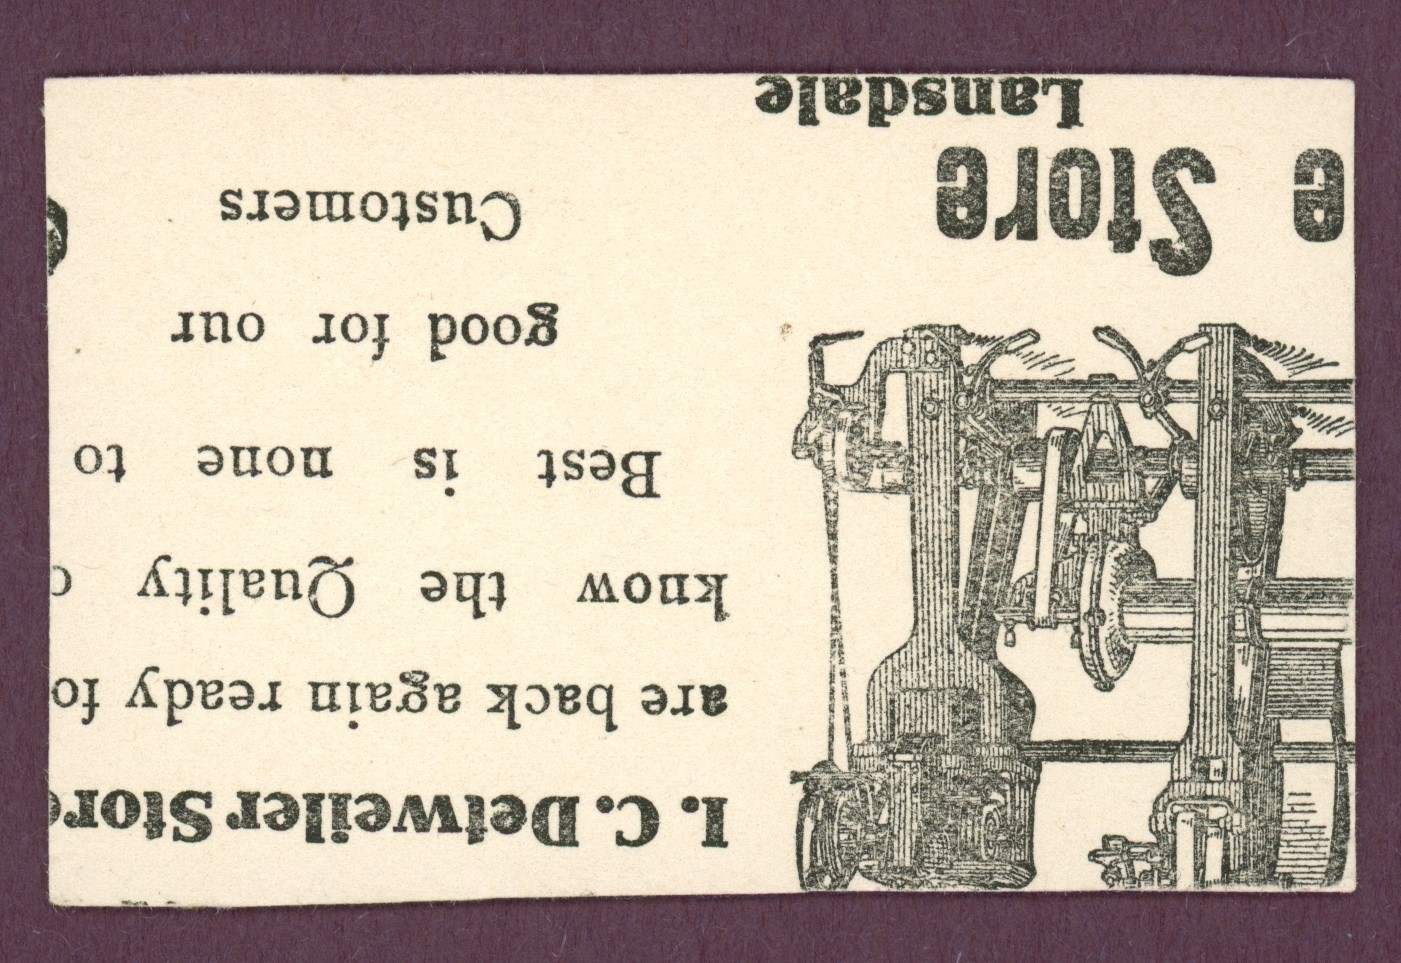 I. C. Detweiler Store
are back again ready fo
know the Quality
Best is none to
good for our
Customers
e Store
Lansdale